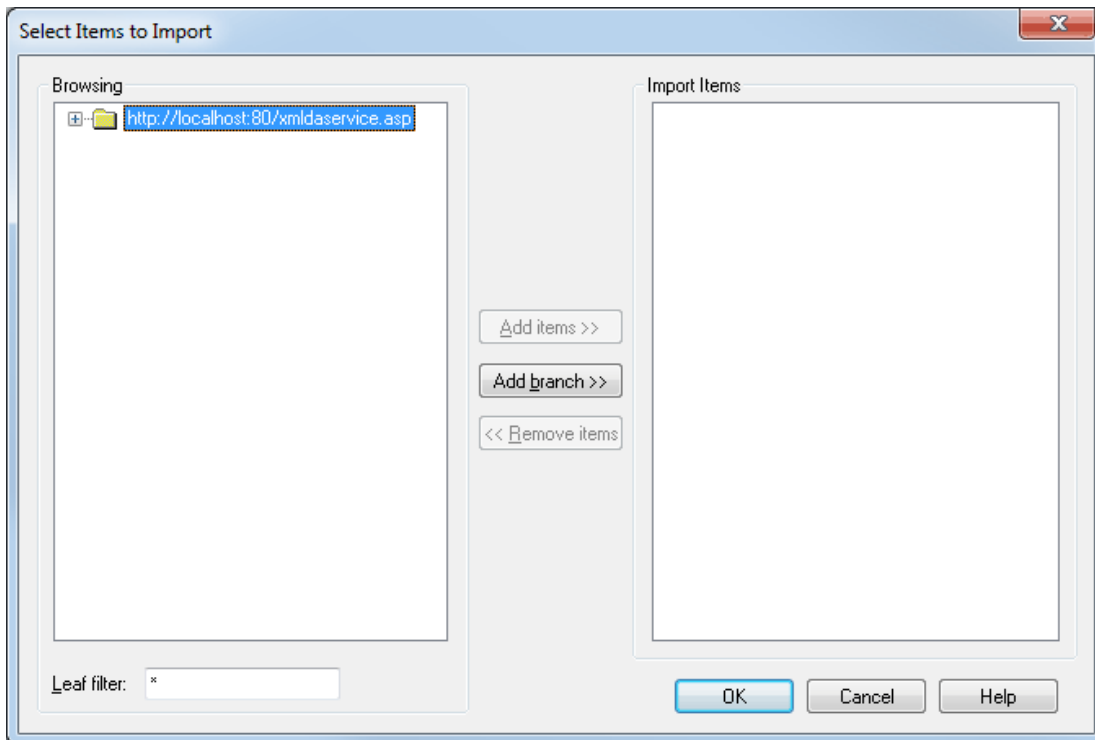 Select Items to Import
Browsing
http://localhost:80/xmldaservice.asp
Import Items
Add items >>
Add branch >>
<< Remove items
Leaf filter:
*
OK
Cancel
Help